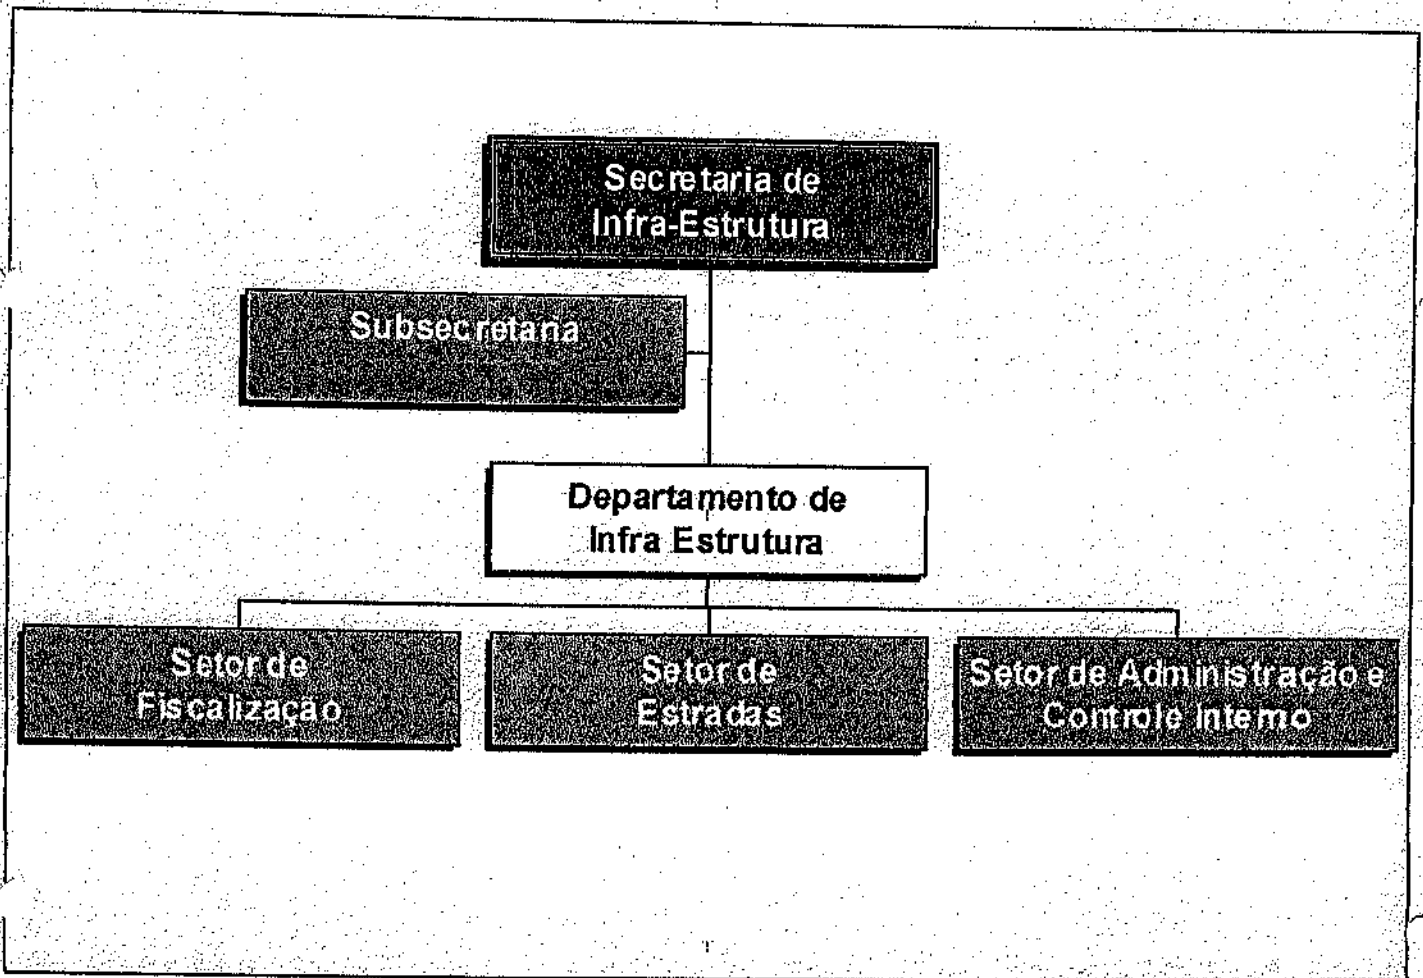 Secretaria de
Infra-Estrutura
Subsecretaria
Departamento de
Infra Estrutura
Setor de
Fiscalização
Setor de
Estradas
Setor de Administração e
Controle Interno